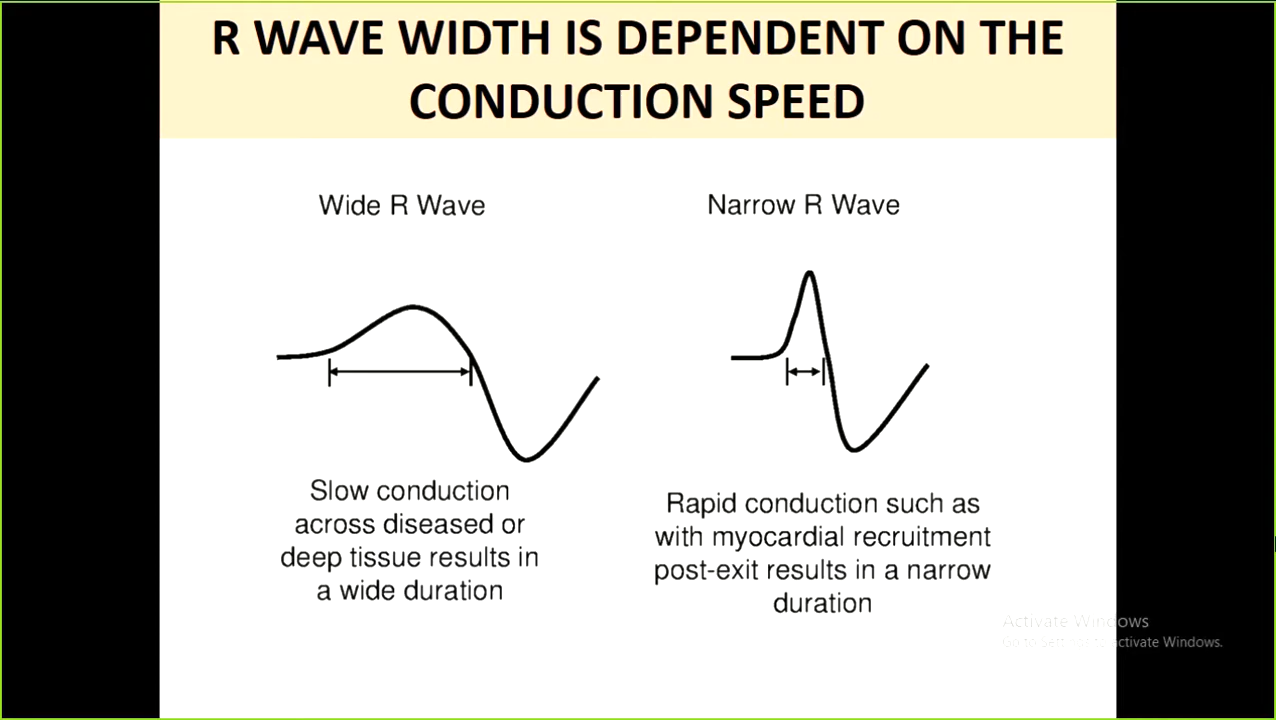 R WAVE WIDTH IS DEPENDENT ON THE
CONDUCTION SPEED
Wide R Wave
Narrow R Wave
Slow conduction
across diseased or
deep tissue results in
a wide duration
Rapid conduction such as
with myocardial recruitment
post-exit results in a narrow
duration
Activate Windows
Go to Settings to activate Windows.